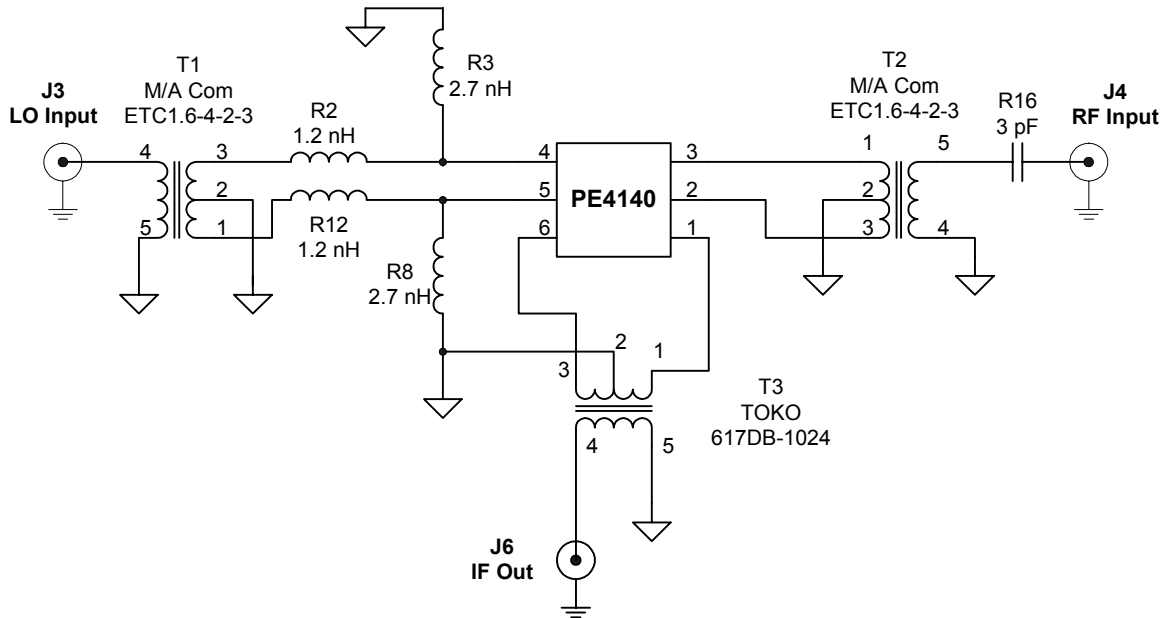 R3
2.7 nH
T1
M/A Com
ETC1.6-4-2-3
J3
LO Input
R2
1.2 nH
4
3
2
5
1
R12
1.2 nH
R8
2.7 nH
4
5
6
PE4140
3
2
1
T2
M/A Com
ETC1.6-4-2-3
R16
3 pF
J4
RF Input
1
5
2
3
4
2
1
3
T3
TOKO
617DB-1024
4
5
J6
IF Out